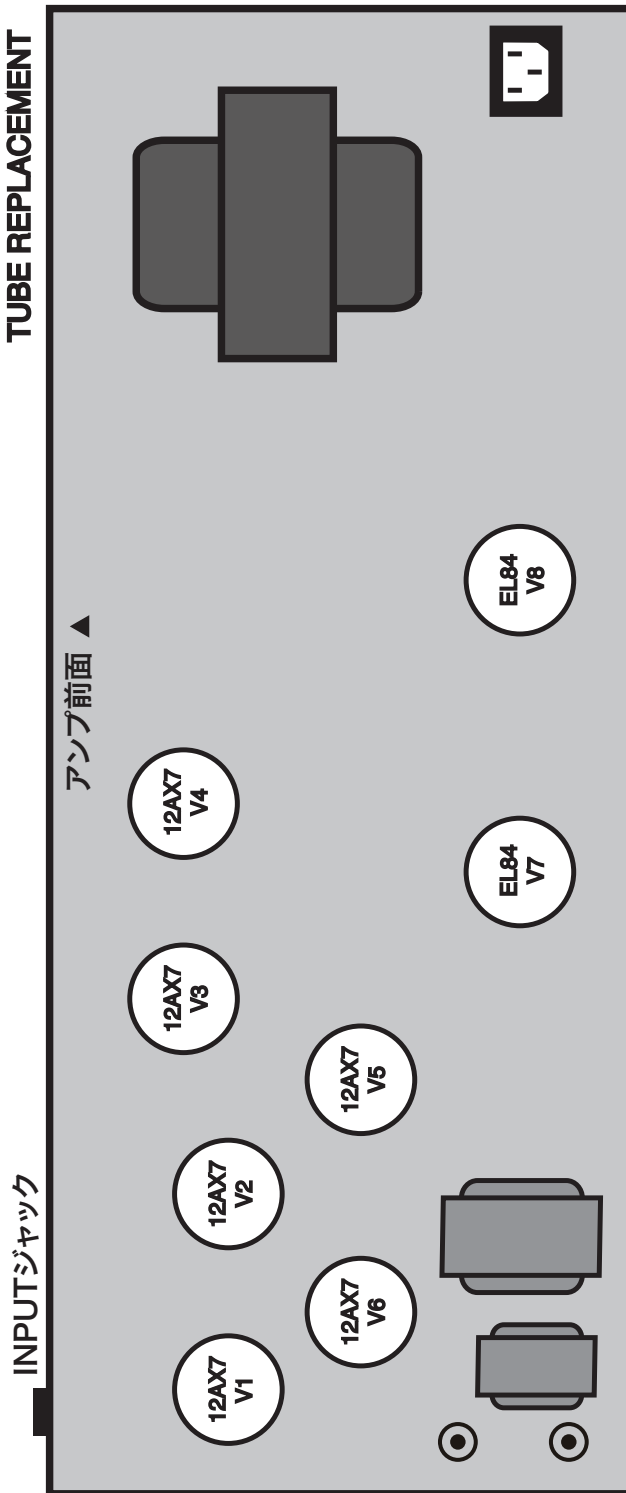 TUBE REPLACEMENT
INPUTジャック
アンプ前面 ▲
12AX7
V1
12AX7
V2
12AX7
V3
12AX7
V4
12AX7
V6
12AX7
V5
EL84
V7
EL84
V8